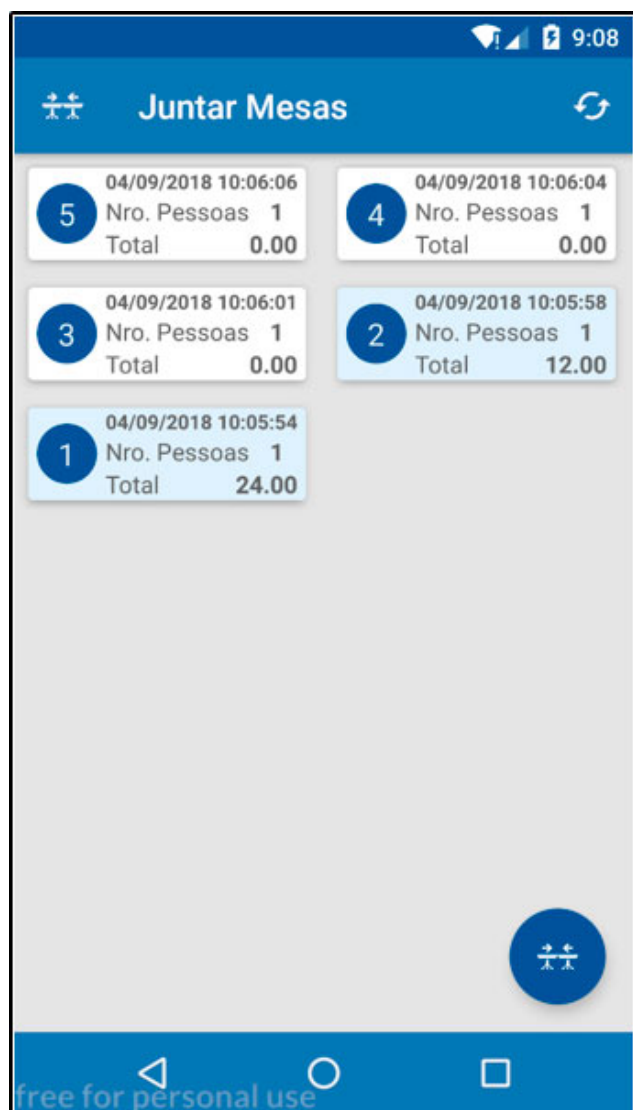 9:08
Juntar Mesas
04/09/2018 10:06:06
5 Nro. Pessoas 1
Total 0.00
04/09/2018 10:06:04
4 Nro. Pessoas 1
Total 0.00
04/09/2018 10:06:01
3 Nro. Pessoas 1
Total 0.00
04/09/2018 10:05:58
2 Nro. Pessoas 1
Total 12.00
04/09/2018 10:05:54
1 Nro. Pessoas 1
Total 24.00
free for personal use